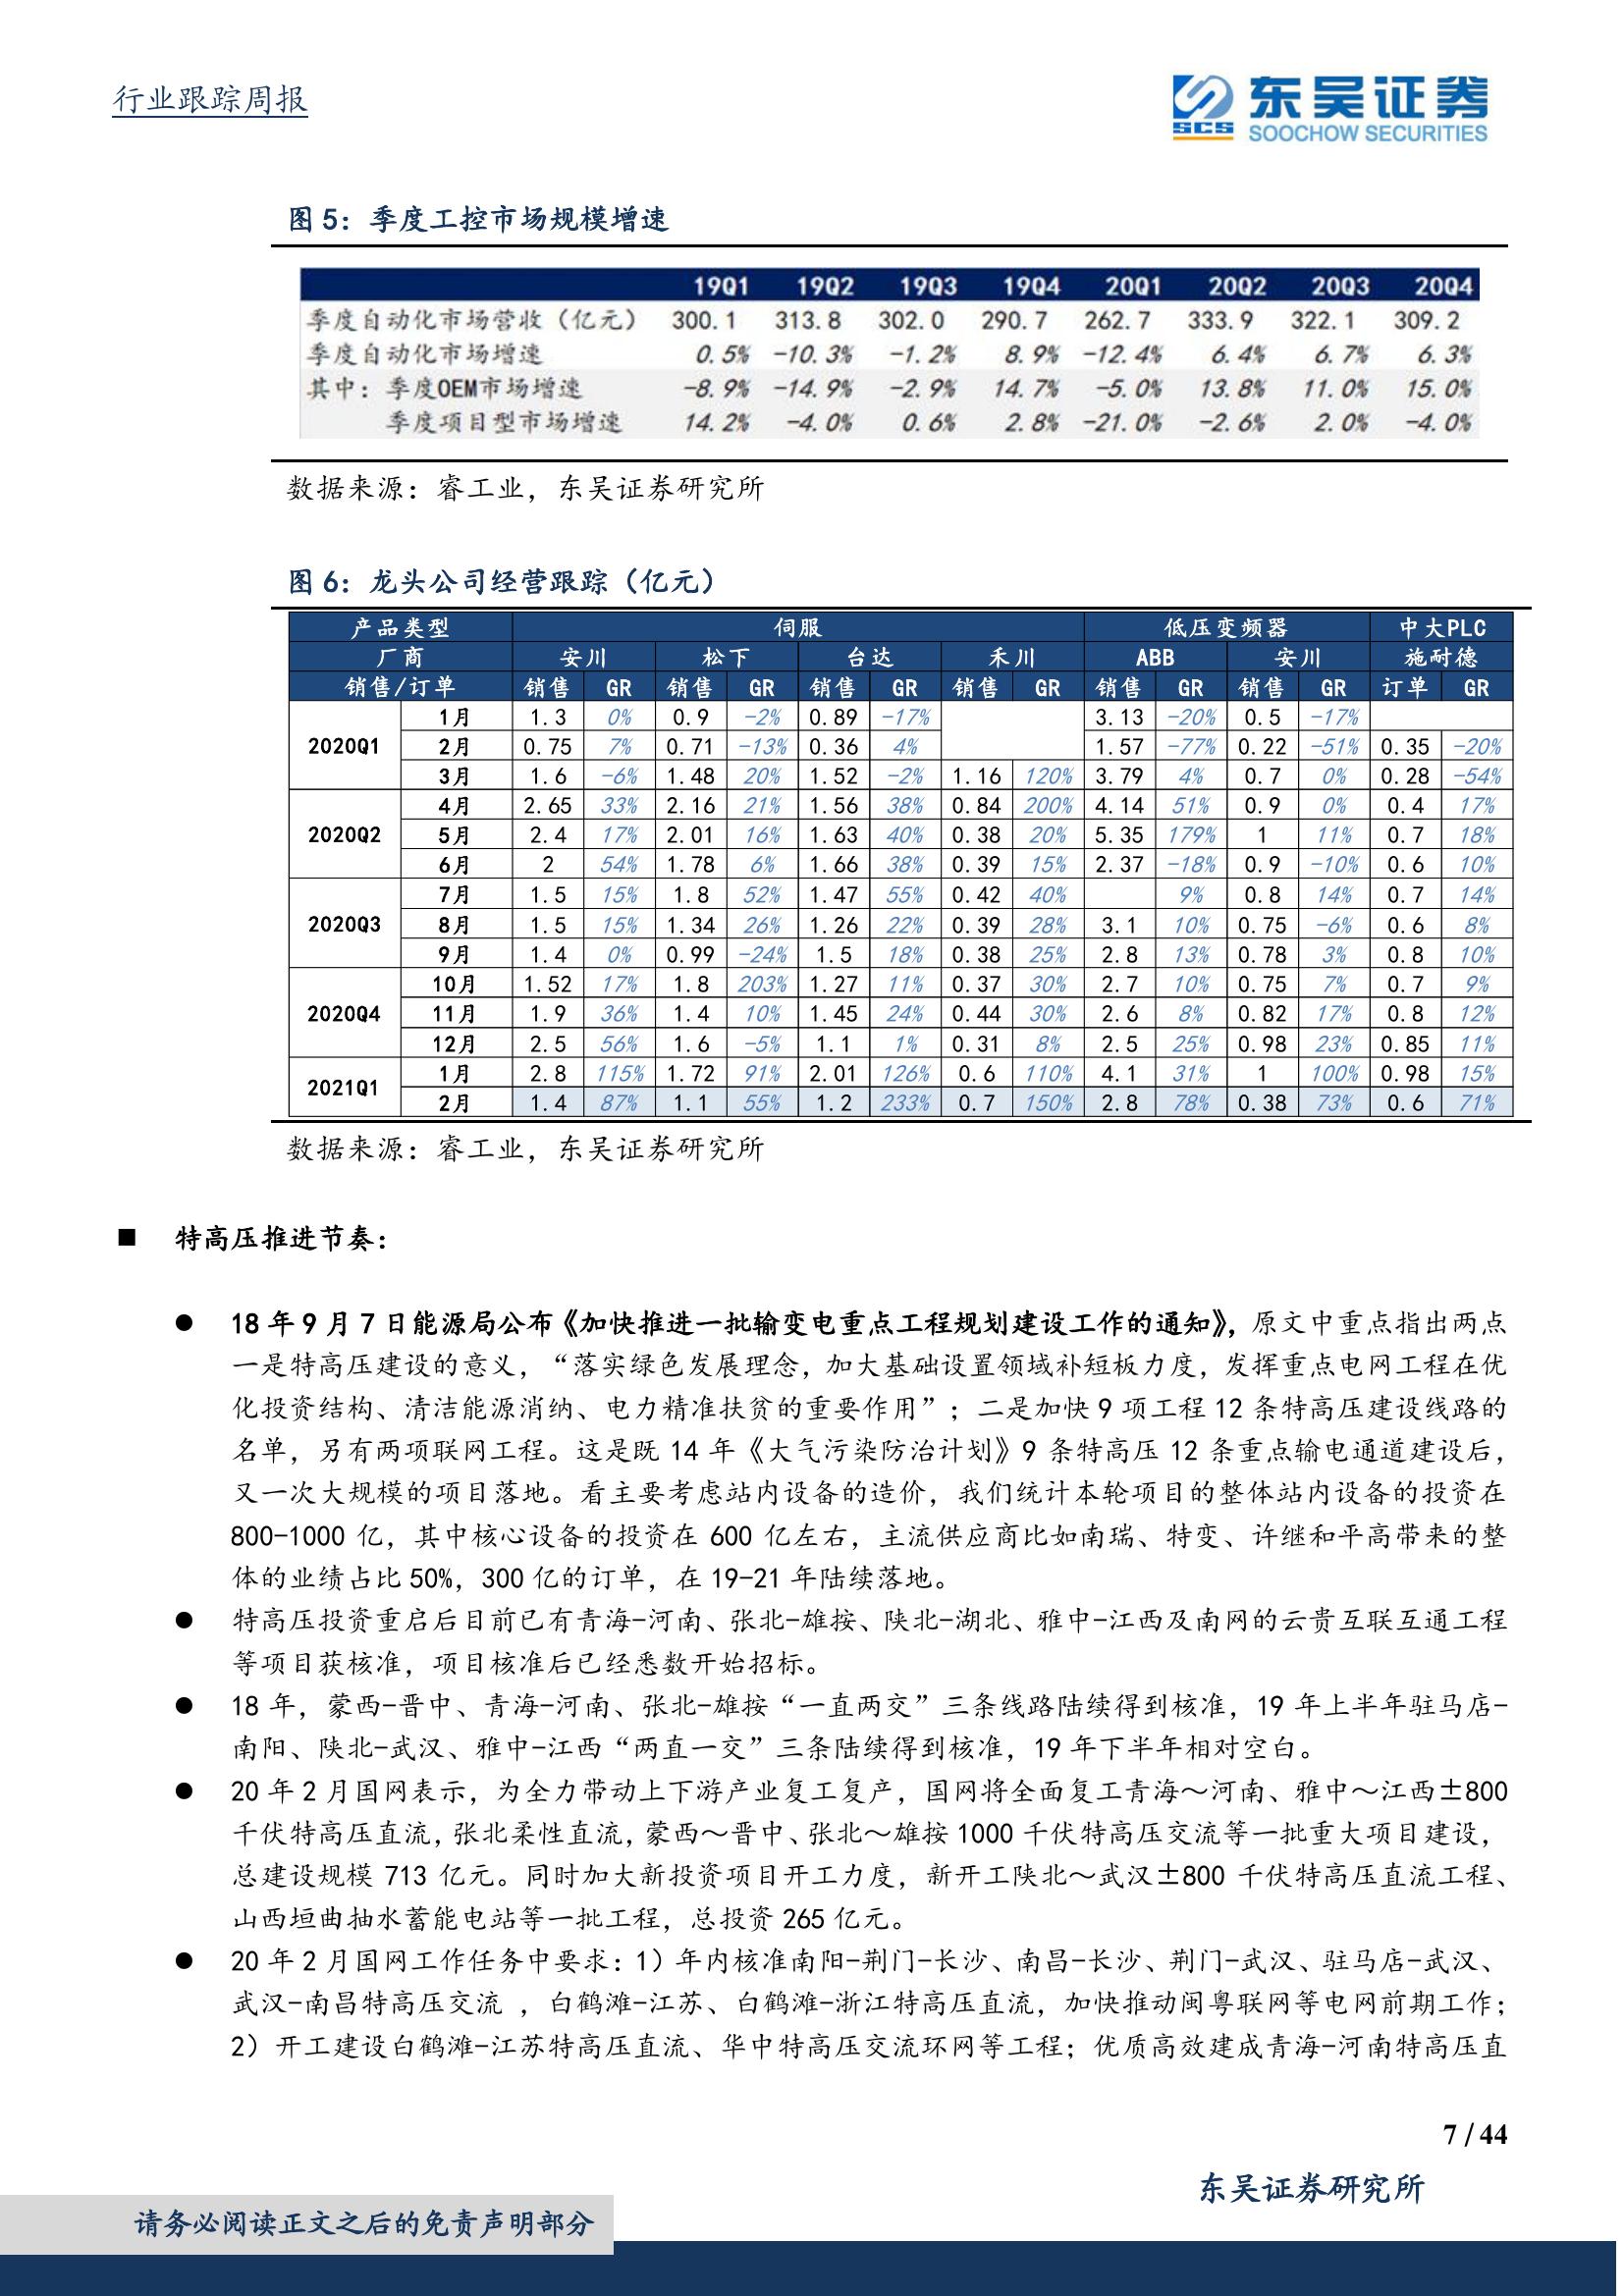 行业跟踪周报
东吴证券
SCS
SOOCHOW SECURITIES
图 5：季度工控市场规模增速
19Q1 19Q2 19Q3 19Q4 20Q1 20Q2 20Q3 20Q4
季度自动化市场营收（亿元） 300.1 313.8 302.0 290.7 262.7 333.9 322.1 309.2
季度自动化市场增速 0.5% -10.3% -1.2% 8.9% -12.4% 6.4% 6.7% 6.3%
其中：季度OEM市场增速 -8.9% -14.9% -2.9% 14.7% -5.0% 13.8% 11.0% 15.0%
季度项目型市场增速 14.2% -4.0% 0.6% 2.8% -21.0% -2.6% 2.0% -4.0%
数据来源：睿工业，东吴证券研究所
图 6：龙头公司经营跟踪（亿元）
产品类型 伺服 低压变频器 中大PLC
厂商 安川 松下 台达 禾川 ABB 安川 施耐德
销售/订单 销售 GR 销售 GR 销售 GR 销售 GR 销售 GR 销售 GR 订单 GR
1月 1.3 0% 0.9 -2% 0.89 -17% 3.13 -20% 0.5 -17%
2020Q1 2月 0.75 7% 0.71 -13% 0.36 4% 1.57 -77% 0.22 -51% 0.35 -20%
3月 1.6 -6% 1.48 20% 1.52 -2% 1.16 120% 3.79 4% 0.7 0% 0.28 -54%
4月 2.65 33% 2.16 21% 1.56 38% 0.84 200% 4.14 51% 0.9 0% 0.4 17%
2020Q2 5月 2.4 17% 2.01 16% 1.63 40% 0.38 20% 5.35 179% 1 11% 0.7 18%
6月 2 54% 1.78 6% 1.66 38% 0.39 15% 2.37 -18% 0.9 -10% 0.6 10%
7月 1.5 15% 1.8 52% 1.47 55% 0.42 40% 9% 0.8 14% 0.7 14%
2020Q3 8月 1.5 15% 1.34 26% 1.26 22% 0.39 28% 3.1 10% 0.75 -6% 0.6 8%
9月 1.4 0% 0.99 -24% 1.5 18% 0.38 25% 2.8 13% 0.78 3% 0.8 10%
10月 1.52 17% 1.8 203% 1.27 11% 0.37 30% 2.7 10% 0.75 7% 0.7 9%
2020Q4 11月 1.9 36% 1.4 10% 1.45 24% 0.44 30% 2.6 8% 0.82 17% 0.8 12%
12月 2.5 56% 1.6 -5% 1.1 1% 0.31 8% 2.5 25% 0.98 23% 0.85 11%
2021Q1 1月 2.8 115% 1.72 91% 2.01 126% 0.6 110% 4.1 31% 1 100% 0.98 15%
2月 1.4 87% 1.1 55% 1.2 233% 0.7 150% 2.8 78% 0.38 73% 0.6 71%
数据来源：睿工业，东吴证券研究所
■ 特高压推进节奏：
● 18 年 9 月 7 日能源局公布《加快推进一批输变电重点工程规划建设工作的通知》，原文中重点指出两点
一是特高压建设的意义，“落实绿色发展理念，加大基础设置领域补短板力度，发挥重点电网工程在优
化投资结构、清洁能源消纳、电力精准扶贫的重要作用”；二是加快 9 项工程 12 条特高压建设线路的
名单，另有两项联网工程。这是既 14 年《大气污染防治计划》9 条特高压 12 条重点输电通道建设后，
又一次大规模的项目落地。看主要考虑站内设备的造价，我们统计本轮项目的整体站内设备的投资在
800-1000 亿，其中核心设备的投资在 600 亿左右，主流供应商比如南瑞、特变、许继和平高带来的整
体的业绩占比 50%，300 亿的订单，在 19-21 年陆续落地。
● 特高压投资重启后目前已有青海-河南、张北-雄按、陕北-湖北、雅中-江西及南网的云贵互联互通工程
等项目获核准，项目核准后已经悉数开始招标。
● 18 年，蒙西-晋中、青海-河南、张北-雄按“一直两交”三条线路陆续得到核准，19 年上半年驻马店-
南阳、陕北-武汉、雅中-江西“两直一交”三条陆续得到核准，19 年下半年相对空白。
● 20 年 2 月国网表示，为全力带动上下游产业复工复产，国网将全面复工青海～河南、雅中～江西±800
千伏特高压直流，张北柔性直流，蒙西～晋中、张北～雄按 1000 千伏特高压交流等一批重大项目建设，
总建设规模 713 亿元。同时加大新投资项目开工力度，新开工陕北～武汉±800 千伏特高压直流工程、
山西垣曲抽水蓄能电站等一批工程，总投资 265 亿元。
● 20 年 2 月国网工作任务中要求：1）年内核准南阳-荆门-长沙、南昌-长沙、荆门-武汉、驻马店-武汉、
武汉-南昌特高压交流 ，白鹤滩-江苏、白鹤滩-浙江特高压直流，加快推动闽粤联网等电网前期工作；
2）开工建设白鹤滩-江苏特高压直流、华中特高压交流环网等工程；优质高效建成青海-河南特高压直
7 / 44
东吴证券研究所
请务必阅读正文之后的免责声明部分